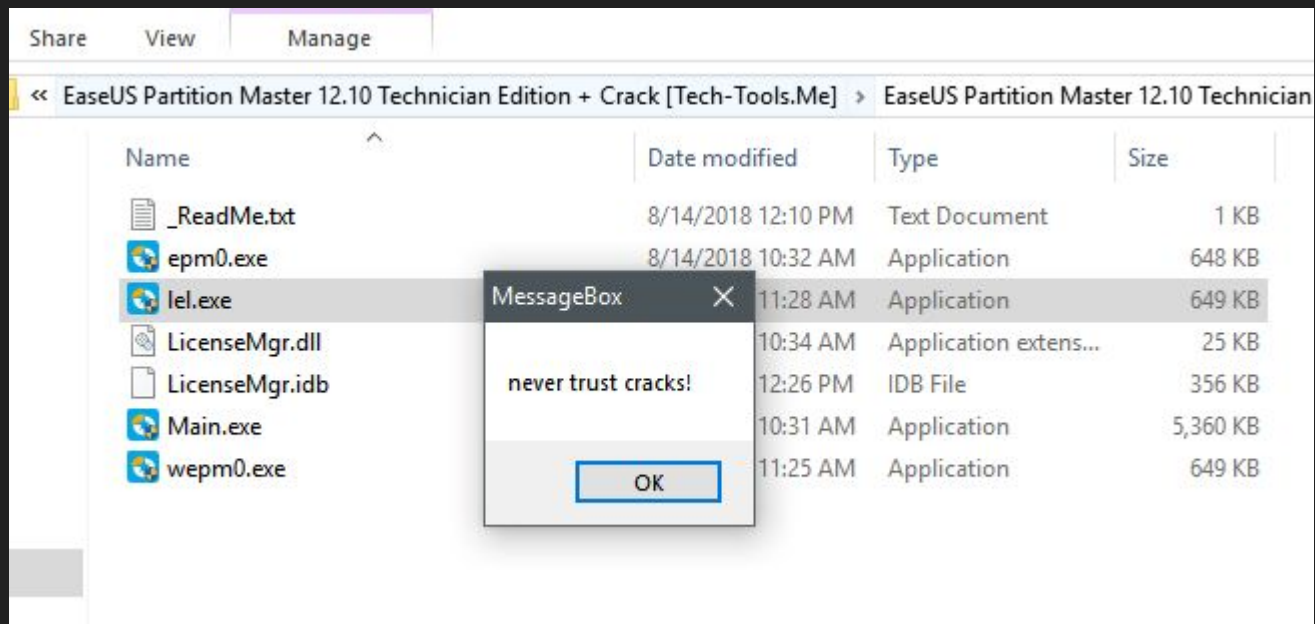 Share View Manage
« EaseUS Partition Master 12.10 Technician Edition + Crack [Tech-Tools.Me] > EaseUS Partition Master 12.10 Technician
Name Date modified Type Size
_ReadMe.txt 8/14/2018 12:10 PM Text Document 1 KB
epm0.exe 8/14/2018 10:32 AM Application 648 KB
lel.exe 11:28 AM Application 649 KB
LicenseMgr.dll 10:34 AM Application extens... 25 KB
LicenseMgr.idb 12:26 PM IDB File 356 KB
Main.exe 10:31 AM Application 5,360 KB
wepm0.exe 11:25 AM Application 649 KB
MessageBox
never trust cracks!
OK